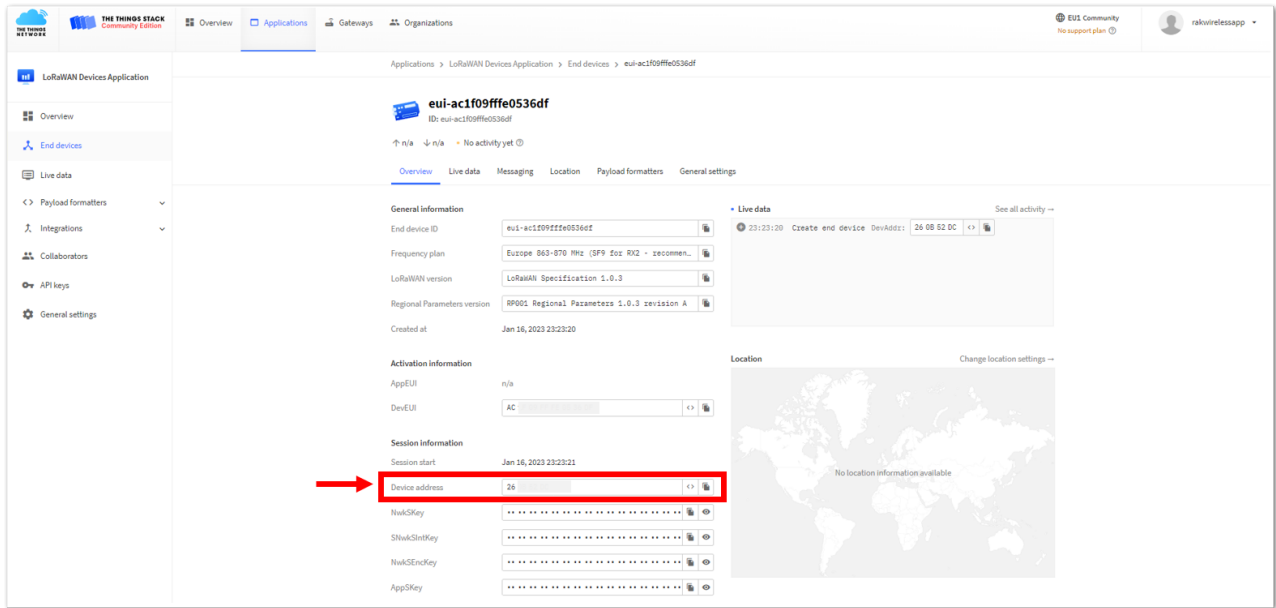 THE THINGS NETWORK
THE THINGS STACK
Community Edition
Overview
Applications
Gateways
Organizations
EU1 Community
No support plan
rakwirelessapp
LoRaWAN Devices Application
Overview
End devices
Live data
Payload formatters
Integrations
Collaborators
API keys
General settings
Applications > LoRaWAN Devices Application > End devices > eui-ac1f09fffe0536df
eui-ac1f09fffe0536df
ID: eui-ac1f09fffe0536df
↑ n/a ↓ n/a • No activity yet
Overview Live data Messaging Location Payload formatters General settings
General information
End device ID eui-ac1f09fffe0536df
Frequency plan Europe 863-870 MHz (SF9 for RX2 - recommen…
LoRaWAN version LoRaWAN Specification 1.0.3
Regional Parameters version RP001 Regional Parameters 1.0.3 revision A
Created at Jan 16, 2023 23:23:20
Activation information
AppEUI n/a
DevEUI AC
Session information
Session start Jan 16, 2023 23:23:21
Device address 26
NwkSKey
SNwkSIntKey
NwkSEncKey
AppSKey
• Live data See all activity →
23:23:20 Create end device DevAddr: 26 0B 52 DC
Location Change location settings →
No location information available